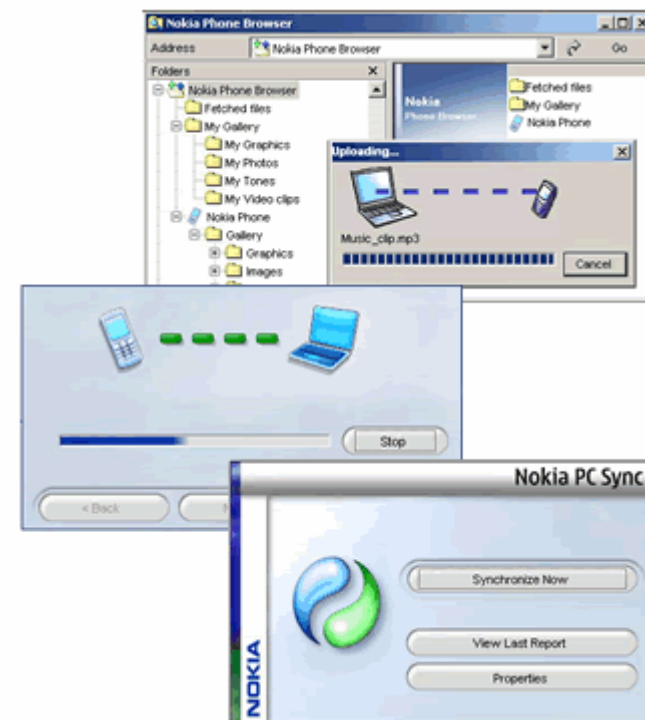 Nokia Phone Browser
Address Nokia Phone Browser Go
Folders
Nokia Phone Browser
Fetched files
My Gallery
My Graphics
My Photos
My Tones
My Video clips
Nokia Phone
Gallery
Graphics
Images
Nokia
Phone Browser
Fetched files
My Gallery
Nokia Phone
Uploading...
Music_clip.mp3
Cancel
Stop
< Back
Nokia PC Sync
Synchronize Now
View Last Report
Properties
NOKIA